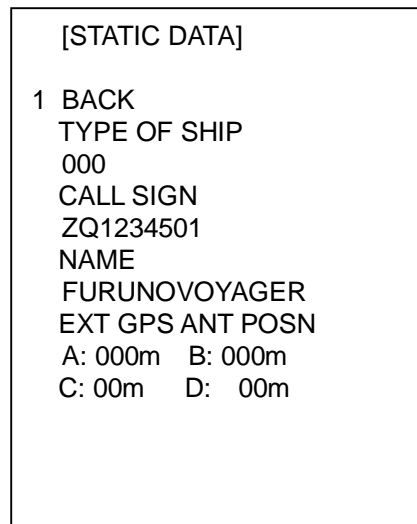 [STATIC DATA]
1 BACK
TYPE OF SHIP
000
CALL SIGN
ZQ1234501
NAME
FURUNOVOYAGER
EXT GPS ANT POSN
A: 000m B: 000m
C: 00m D: 00m